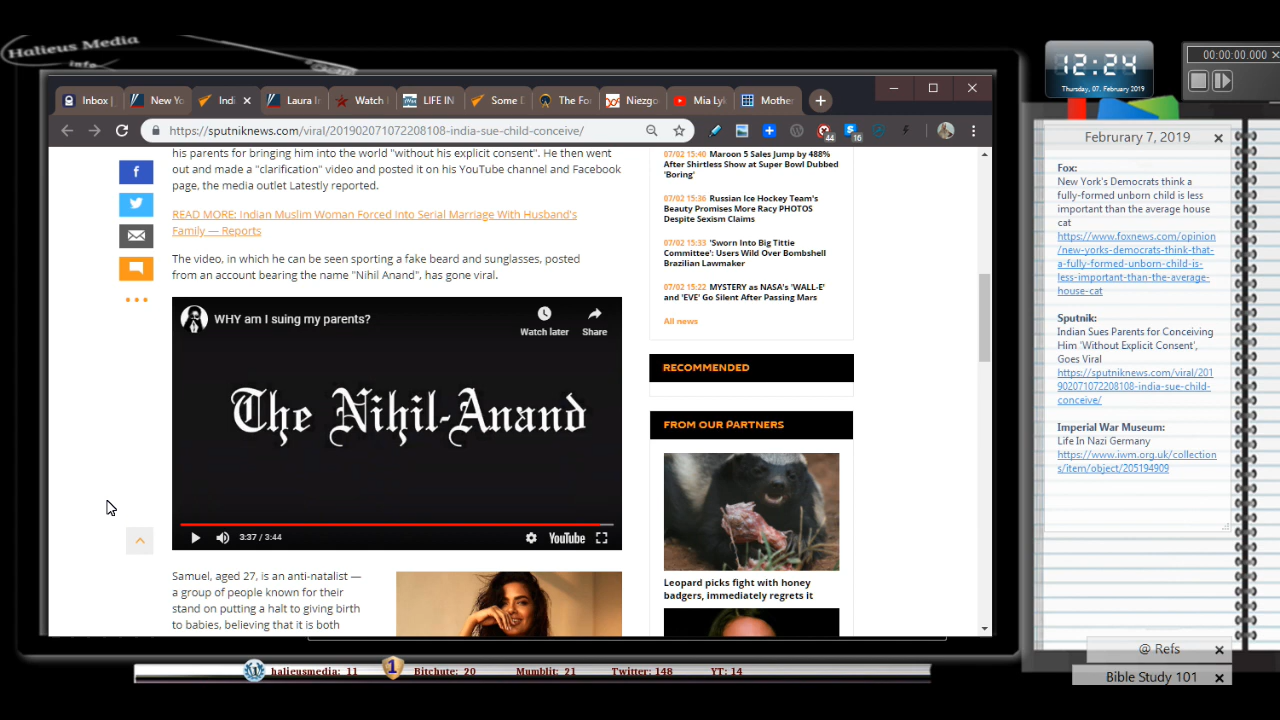 Halieus Media
info
12:24
Thursday, 07. February 2019
00:00:00.000
Inbox |
New Yo
Indi
Laura In
Watch
LIFE IN
Some D
The Fo
Niezgo
Mia Lyk
Mother
https://sputniknews.com/viral/201902071072208108-india-sue-child-conceive/
44
16
his parents for bringing him into the world "without his explicit consent". He then went
out and made a "clarification" video and posted it on his YouTube channel and Facebook
page, the media outlet Latestly reported.
READ MORE: Indian Muslim Woman Forced Into Serial Marriage With Husband's
Family — Reports
The video, in which he can be seen sporting a fake beard and sunglasses, posted
from an account bearing the name "Nihil Anand", has gone viral.
WHY am I suing my parents?
Watch later
Share
The Nihil-Anand
3:37 / 3:44
YouTube
Samuel, aged 27, is an anti-natalist —
a group of people known for their
stand on putting a halt to giving birth
to babies, believing that it is both
07/02 15:40 Maroon 5 Sales Jump by 488%
After Shirtless Show at Super Bowl Dubbed
'Boring'
07/02 15:36 Russian Ice Hockey Team's
Beauty Promises More Racy PHOTOS
Despite Sexism Claims
07/02 15:33 'Sworn Into Big Tittie
Committee': Users Wild Over Bombshell
Brazilian Lawmaker
07/02 15:22 MYSTERY as NASA's 'WALL-E'
and 'EVE' Go Silent After Passing Mars
All news
RECOMMENDED
FROM OUR PARTNERS
Leopard picks fight with honey
badgers, immediately regrets it
Februrary 7, 2019
Fox:
New York's Democrats think a
fully-formed unborn child is less
important than the average house
cat
https://www.foxnews.com/opinion
/new-yorks-democrats-think-that-
a-fully-formed-unborn-child-is-
less-important-than-the-average-
house-cat
Sputnik:
Indian Sues Parents for Conceiving
Him 'Without Explicit Consent',
Goes Viral
https://sputniknews.com/viral/201
902071072208108-india-sue-child-
conceive/
Imperial War Museum:
Life In Nazi Germany
https://www.iwm.org.uk/collection
s/item/object/205194909
@ Refs
Bible Study 101
halieusmedia: 11
1
Bitchute: 20
Mumblit: 21
Twitter: 148
YT: 14